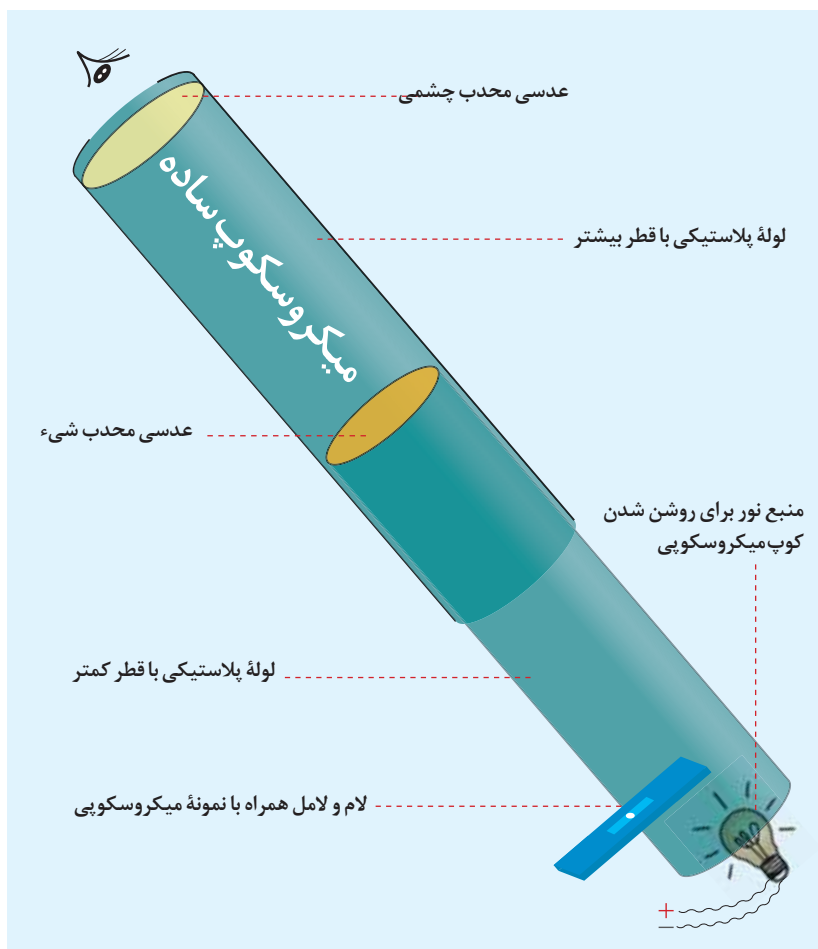 عدسی محدب چشمی
میکروسکوپ ساده
لولهٔ پلاستیکی با قطر بیشتر
عدسی محدب شیء
منبع نور برای روشن شدن
کوپ میکروسکوپی
لولهٔ پلاستیکی با قطر کمتر
لام و لامل همراه با نمونهٔ میکروسکوپی
+
−